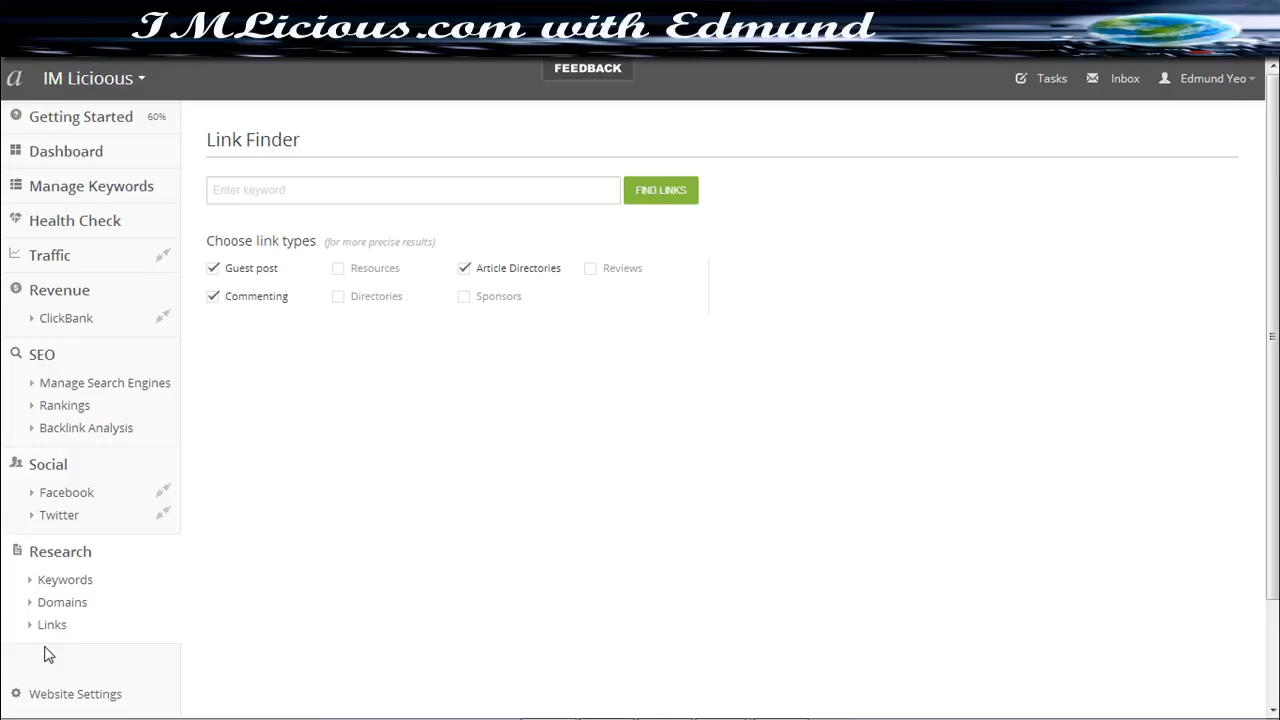 IMLicious.com with Edmund
a IM Licioous
FEEDBACK
Tasks Inbox Edmund Yeo
Getting Started 60%
Dashboard
Manage Keywords
Health Check
Traffic
Revenue
ClickBank
SEO
Manage Search Engines
Rankings
Backlink Analysis
Social
Facebook
Twitter
Research
Keywords
Domains
Links
Website Settings
Link Finder
Enter keyword FIND LINKS
Choose link types (for more precise results)
Guest post Resources Article Directories Reviews
Commenting Directories Sponsors